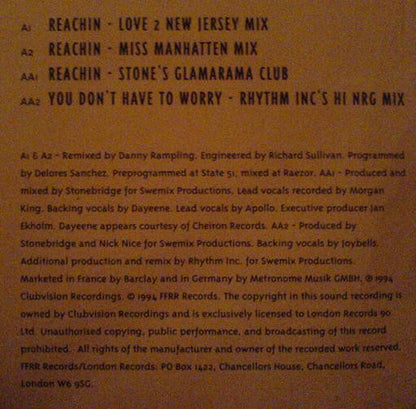 A1 REACHIN - LOVE 2 NEW JERSEY MIX
A2 REACHIN - MISS MANHATTEN MIX
AA1 REACHIN - STONE'S GLAMARAMA CLUB
AA2 YOU DON'T HAVE TO WORRY - RHYTHM INC'S HI NRG MIX
A1 & A2 - Remixed by Danny Rampling. Engineered by Richard Sullivan. Programmed
by Delores Sanchez. Preprogrammed at State 51, mixed at Raezor. AA1 - Produced and
mixed by Stonebridge for Swemix Productions. Lead vocals recorded by Morgan
King. Backing vocals by Dayeene. Lead vocals by Apollo. Executive producer Jan
Ekholm. Dayeene appears courtesy of Cheiron Records. AA2 - Produced by
Stonebridge and Nick Nice for Swemix Productions. Backing vocals by Joybells.
Additional production and remix by Rhythm Inc. for Swemix Productions.
Marketed in France by Barclay and in Germany by Metronome Musik GMBH. ℗ 1994
Clubvision Recordings. © 1994 FFRR Records. The copyright in this sound recording is
owned by Clubvision Recordings and is exclusively licensed to London Records 90
Ltd. Unauthorised copying, public performance, and broadcasting of this record
prohibited. All rights of the manufacturer and owner of the recorded work reserved.
FFRR Records/London Records: PO Box 1422, Chancellors House, Chancellors Road,
London W6 9SG.